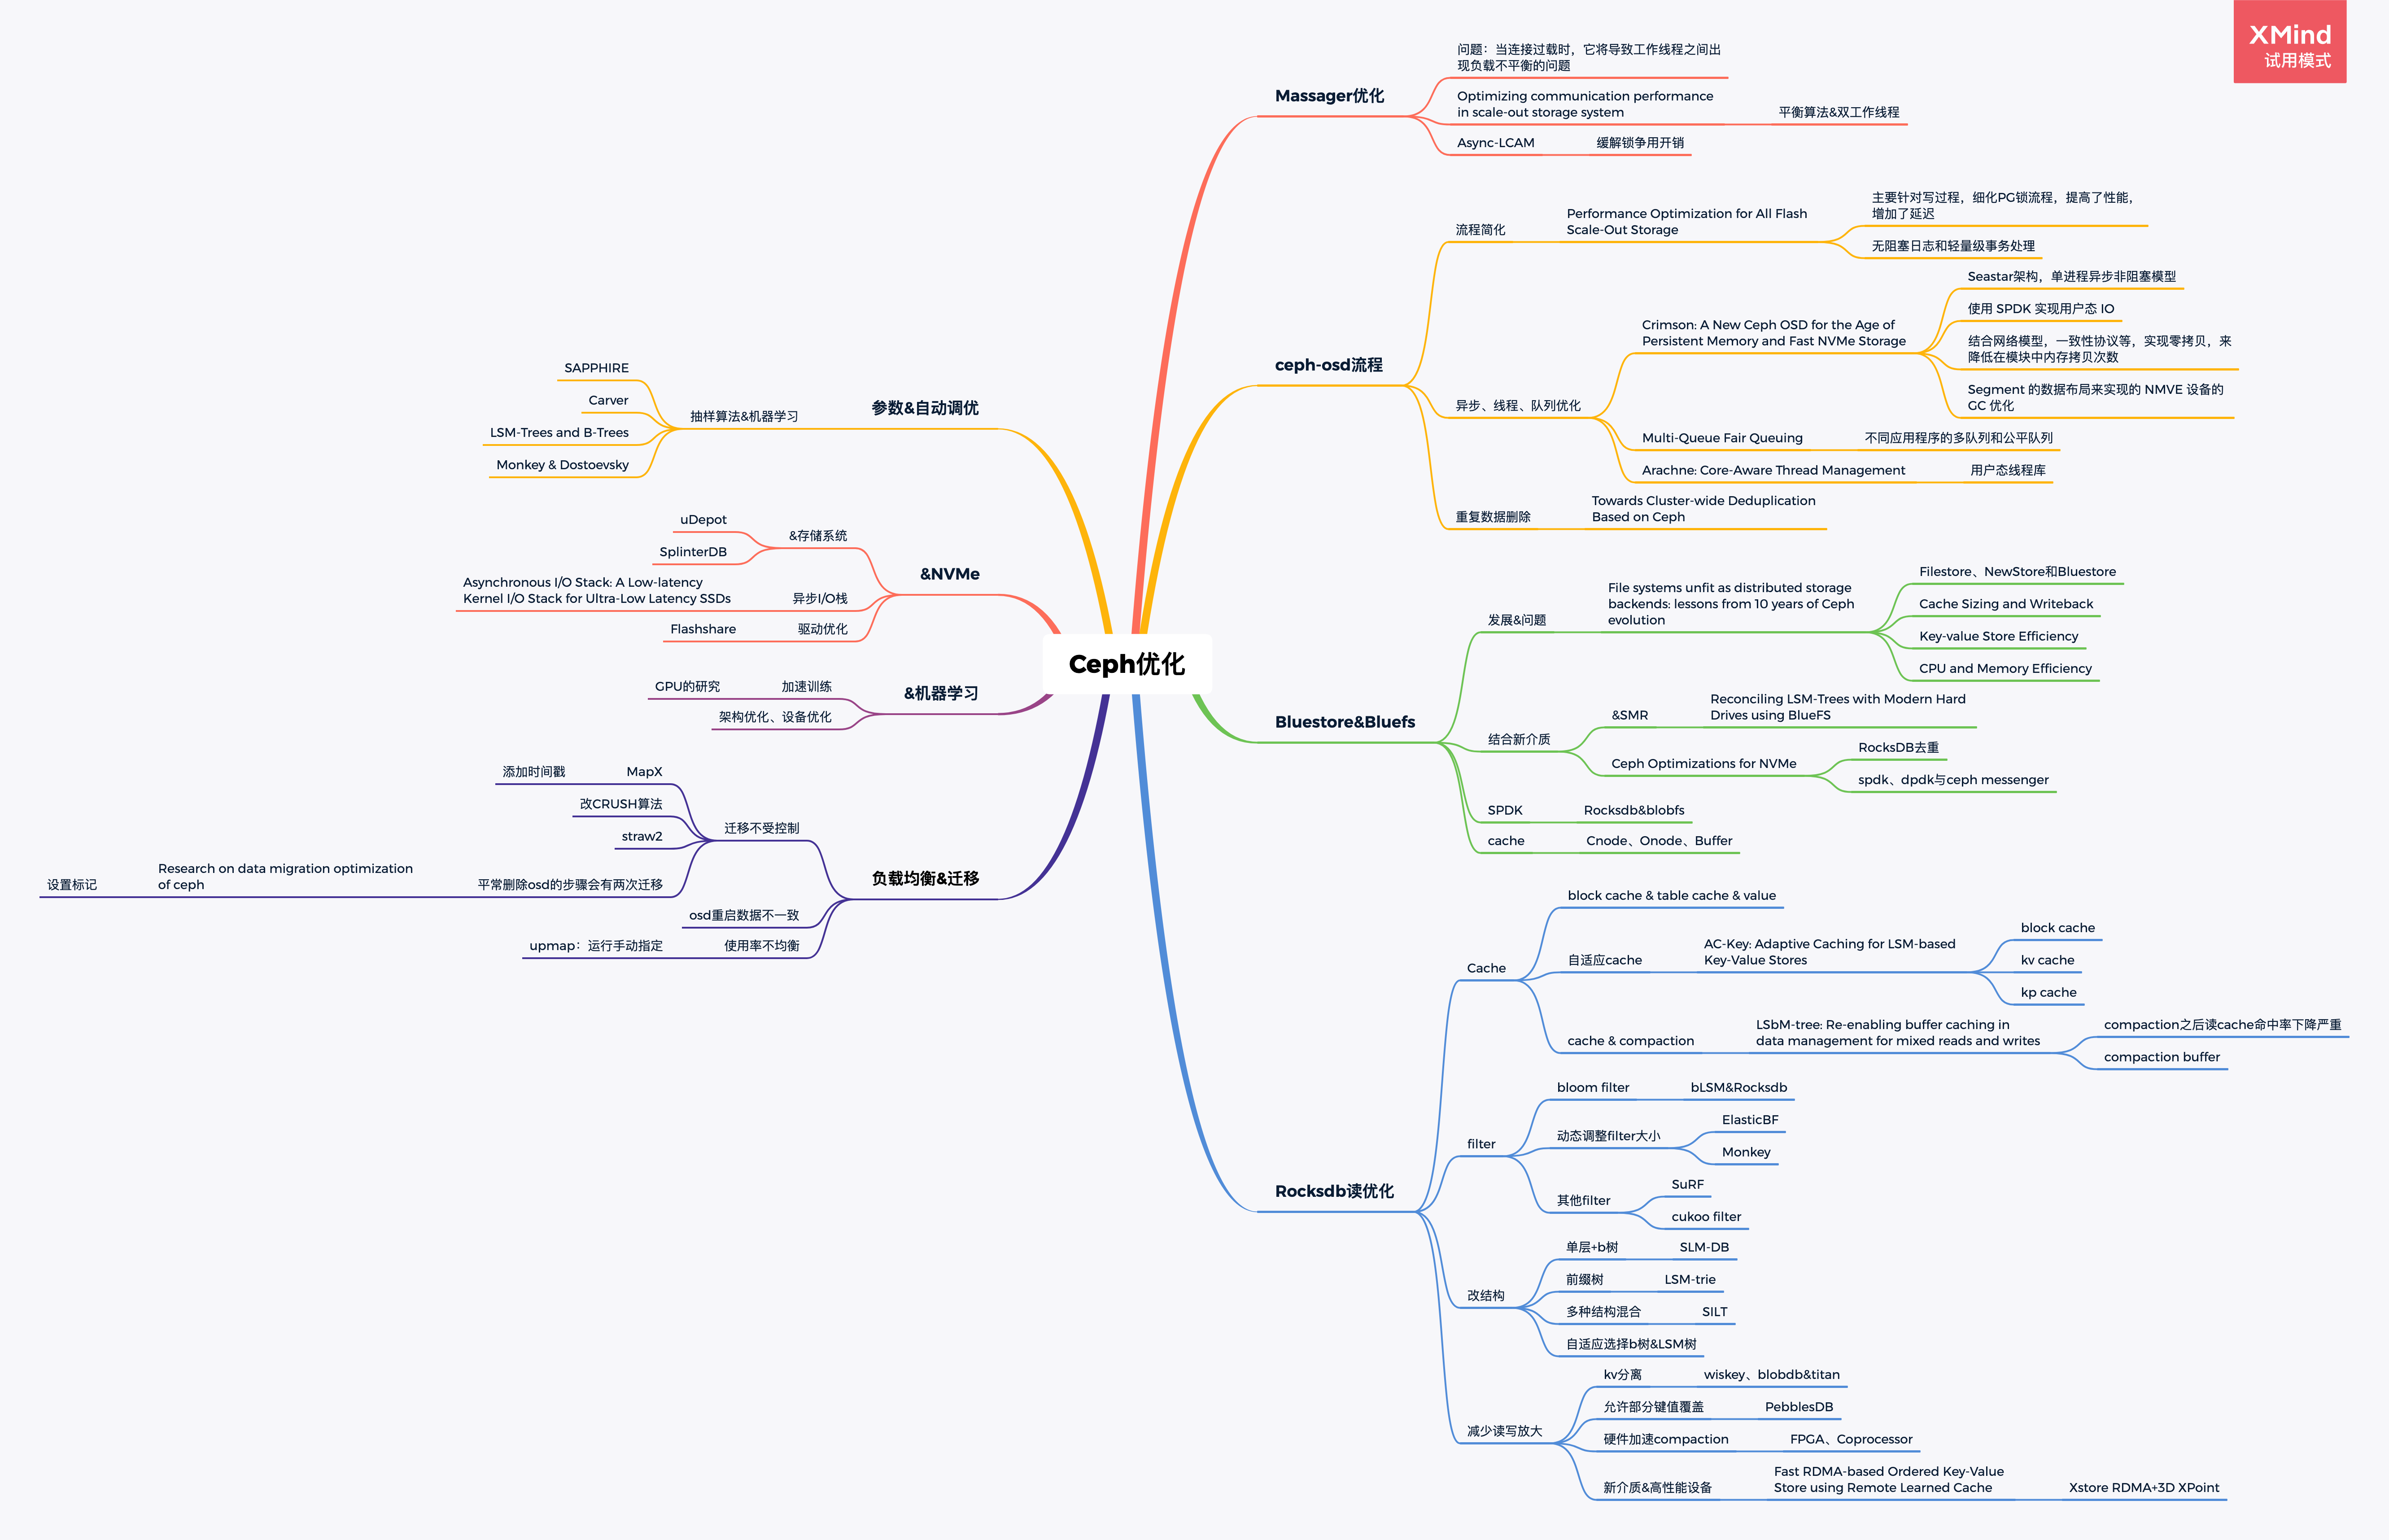 XMind
试用模式
Ceph优化
Massager优化
问题：当连接过载时，它将导致工作线程之间出
现负载不平衡的问题
Optimizing communication performance
in scale-out storage system
平衡算法&双工作线程
Async-LCAM
缓解锁争用开销
ceph-osd流程
流程简化
Performance Optimization for All Flash
Scale-Out Storage
主要针对写过程，细化PG锁流程，提高了性能，
增加了延迟
无阻塞日志和轻量级事务处理
异步、线程、队列优化
Crimson: A New Ceph OSD for the Age of
Persistent Memory and Fast NVMe Storage
Seastar架构，单进程异步非阻塞模型
使用 SPDK 实现用户态 IO
结合网络模型，一致性协议等，实现零拷贝，来
降低在模块中内存拷贝次数
Segment 的数据布局来实现的 NMVE 设备的
GC 优化
Multi-Queue Fair Queuing
不同应用程序的多队列和公平队列
Arachne: Core-Aware Thread Management
用户态线程库
重复数据删除
Towards Cluster-wide Deduplication
Based on Ceph
Bluestore&Bluefs
发展&问题
File systems unfit as distributed storage
backends: lessons from 10 years of Ceph
evolution
Filestore、NewStore和Bluestore
Cache Sizing and Writeback
Key-value Store Efficiency
CPU and Memory Efficiency
结合新介质
&SMR
Reconciling LSM-Trees with Modern Hard
Drives using BlueFS
Ceph Optimizations for NVMe
RocksDB去重
spdk、dpdk与ceph messenger
SPDK
Rocksdb&blobfs
cache
Cnode、Onode、Buffer
Rocksdb读优化
Cache
block cache & table cache & value
自适应cache
AC-Key: Adaptive Caching for LSM-based
Key-Value Stores
block cache
kv cache
kp cache
cache & compaction
LSbM-tree: Re-enabling buffer caching in
data management for mixed reads and writes
compaction之后读cache命中率下降严重
compaction buffer
filter
bloom filter
bLSM&Rocksdb
动态调整filter大小
ElasticBF
Monkey
其他filter
SuRF
cukoo filter
改结构
单层+b树
SLM-DB
前缀树
LSM-trie
多种结构混合
SILT
自适应选择b树&LSM树
减少读写放大
kv分离
wiskey、blobdb&titan
允许部分键值覆盖
PebblesDB
硬件加速compaction
FPGA、Coprocessor
新介质&高性能设备
Fast RDMA-based Ordered Key-Value
Store using Remote Learned Cache
Xstore RDMA+3D XPoint
参数&自动调优
抽样算法&机器学习
SAPPHIRE
Carver
LSM-Trees and B-Trees
Monkey & Dostoevsky
&NVMe
&存储系统
uDepot
SplinterDB
异步I/O栈
Asynchronous I/O Stack: A Low-latency
Kernel I/O Stack for Ultra-Low Latency SSDs
驱动优化
Flashshare
&机器学习
加速训练
GPU的研究
架构优化、设备优化
负载均衡&迁移
迁移不受控制
MapX
添加时间戳
改CRUSH算法
straw2
平常删除osd的步骤会有两次迁移
Research on data migration optimization
of ceph
设置标记
osd重启数据不一致
使用率不均衡
upmap：运行手动指定